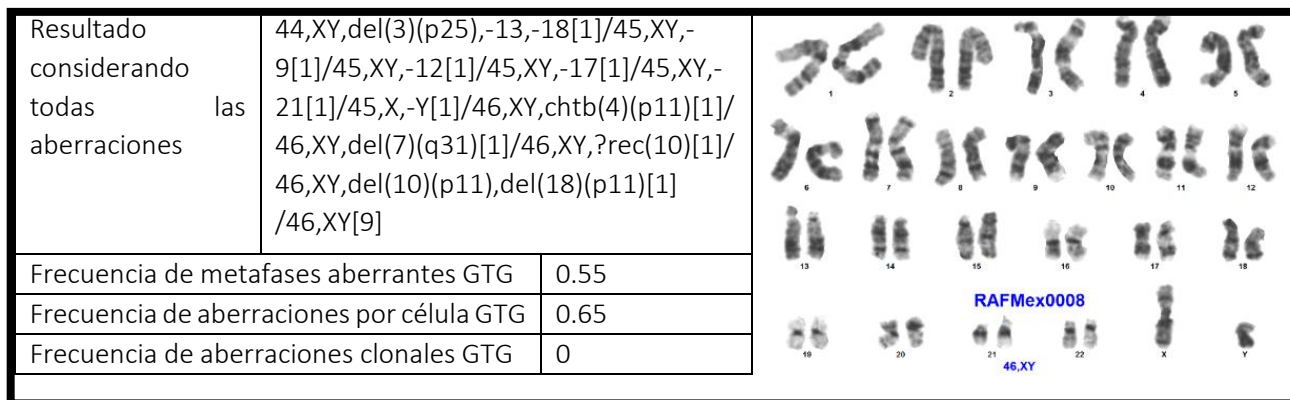 Resultado considerando todas las aberraciones
44,XY,del(3)(p25),-13,-18[1]/45,XY,-
9[1]/45,XY,-12[1]/45,XY,-17[1]/45,XY,-
21[1]/45,X,-Y[1]/46,XY,chtb(4)(p11)[1]/
46,XY,del(7)(q31)[1]/46,XY,?rec(10)[1]/
46,XY,del(10)(p11),del(18)(p11)[1]
/46,XY[9]
Frecuencia de metafases aberrantes GTG 0.55
Frecuencia de aberraciones por célula GTG 0.65
Frecuencia de aberraciones clonales GTG 0
1 2 3 4 5
6 7 8 9 10 11 12
13 14 15 16 17 18
RAFMex0008
19 20 21 22 X Y
46,XY